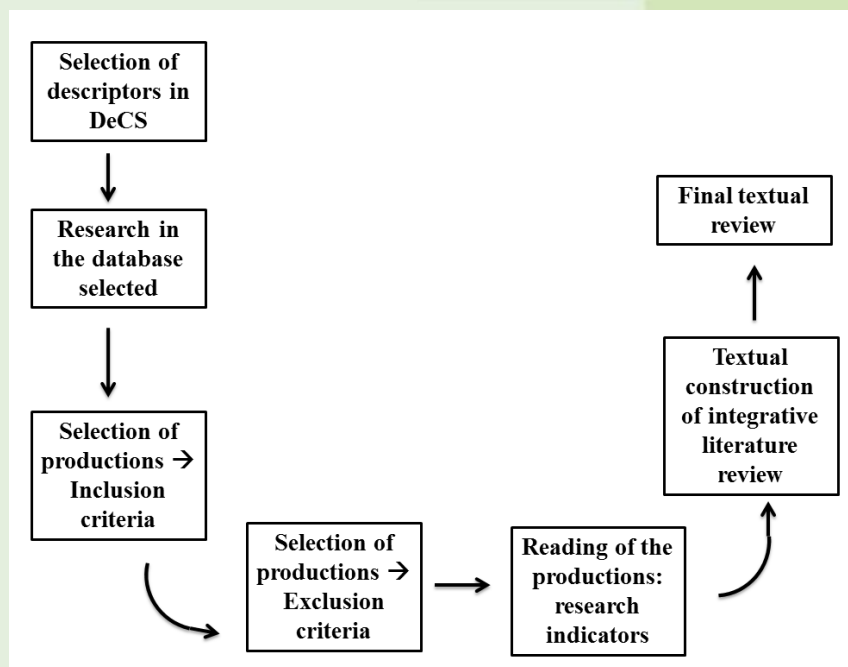 Selection of
descriptors in
DeCS
Research in
the database
selected
Selection of
productions →
Inclusion
criteria
Selection of
productions →
Exclusion
criteria
Reading of the
productions:
research
indicators
Textual
construction
of integrative
literature
review
Final textual
review